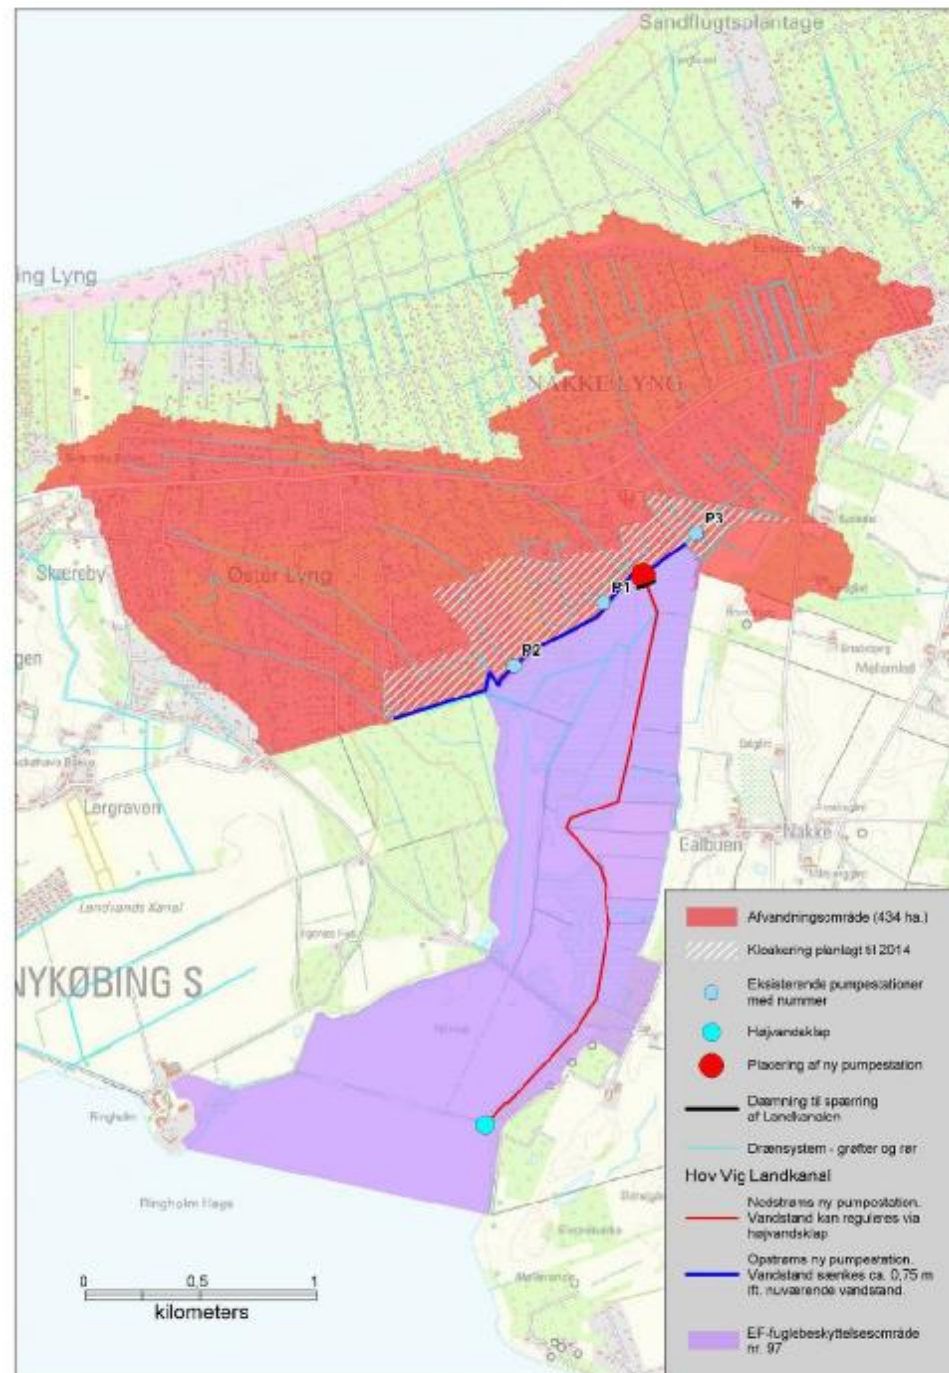 Sandflugtsplantage
ing Lyng
NAKKE LYNG
P3
Skæreby
Øster Lyng
P1
P2
gen
Lergraven
Nakke
Landvands Kanal
NYKØBING S
Ringholm
Ringholm Hage
0 0,5 1
kilometers
Afvandningsområde (434 ha.)
Kloakering planlagt til 2014
Eksisterende pumpestationer
med nummer
Højvandsklap
Placering af ny pumpestation
Dæmning til spærring
af Landkanalen
Drænsystem - grøfter og rør
Hov Vig Landkanal
Nedstrøms ny pumpestation.
Vandstand kan reguleres via
højvandsklap
Opstrøms ny pumpestation.
Vandstand sænkes ca. 0,75 m
ift. nuværende vandstand.
EF-fuglebeskyttelsesområde
nr. 97